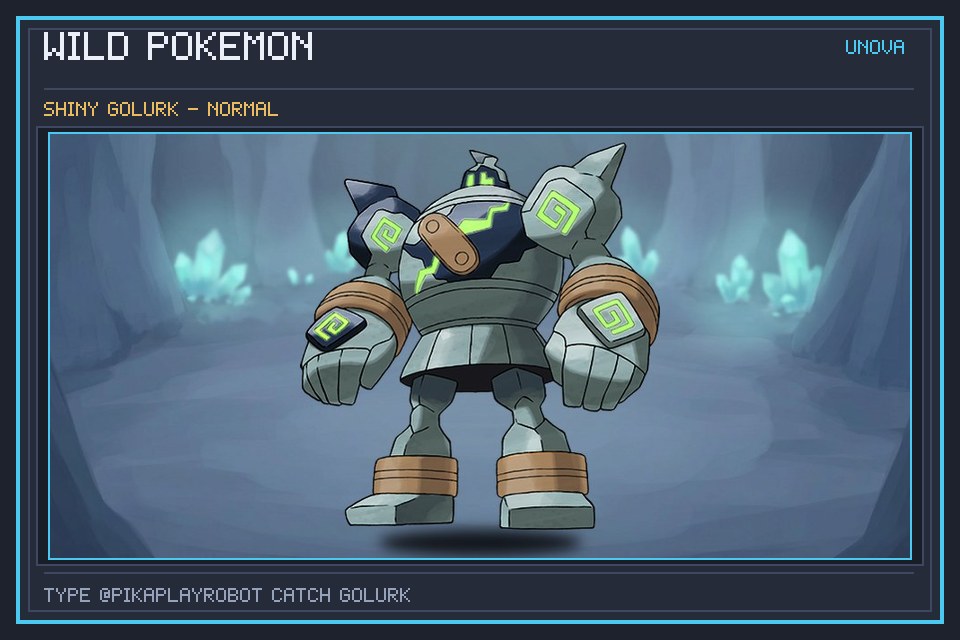 WILD POKEMON
UNOVA
SHINY GOLURK - NORMAL
TYPE @PIKAPLAYROBOT CATCH GOLURK